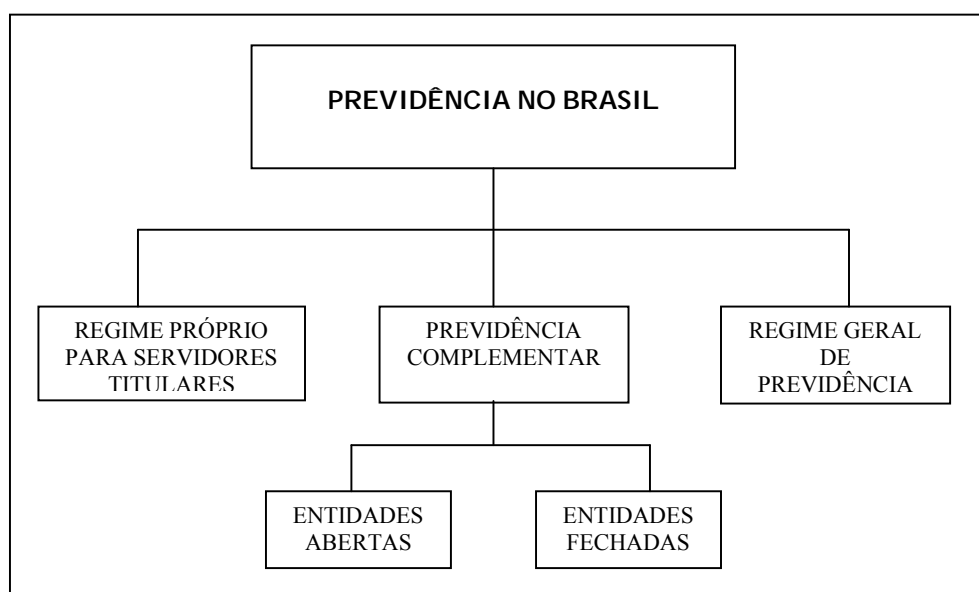 PREVIDÊNCIA NO BRASIL
REGIME PRÓPRIO
PARA SERVIDORES
TITULARES
PREVIDÊNCIA
COMPLEMENTAR
REGIME GERAL
DE
PREVIDÊNCIA
ENTIDADES
ABERTAS
ENTIDADES
FECHADAS